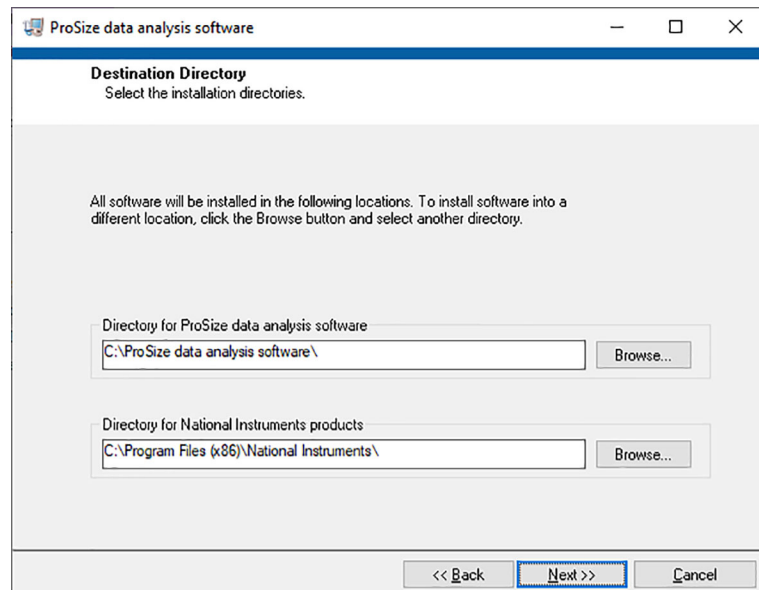 ProSize data analysis software
Destination Directory
Select the installation directories.
All software will be installed in the following locations. To install software into a
different location, click the Browse button and select another directory.
Directory for ProSize data analysis software
C:\ProSize data analysis software\
Browse...
Directory for National Instruments products
C:\Program Files (x86)\National Instruments\
Browse...
<< Back
Next >>
Cancel